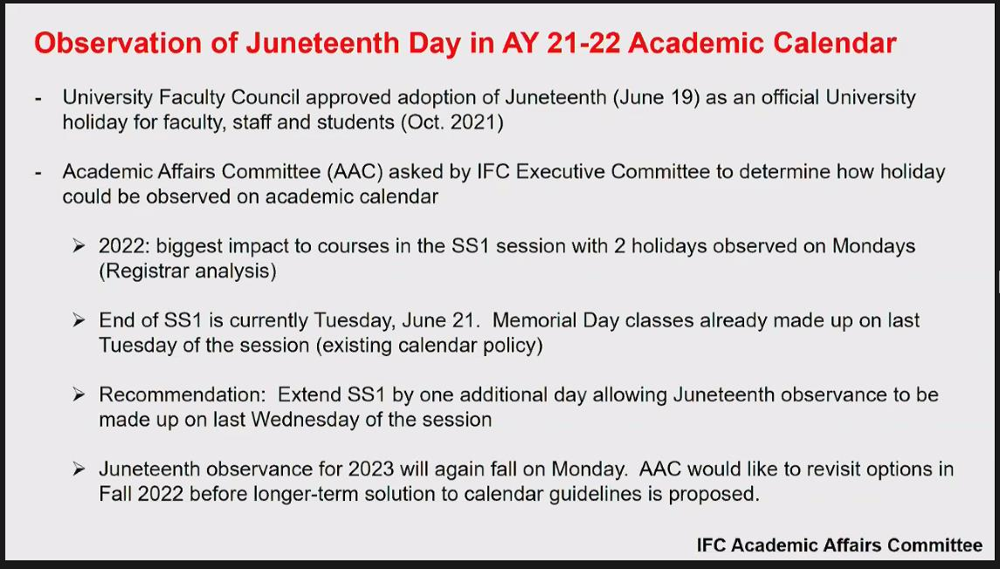 Observation of Juneteenth Day in AY 21-22 Academic Calendar
- University Faculty Council approved adoption of Juneteenth (June 19) as an official University
holiday for faculty, staff and students (Oct. 2021)
- Academic Affairs Committee (AAC) asked by IFC Executive Committee to determine how holiday
could be observed on academic calendar
➢ 2022: biggest impact to courses in the SS1 session with 2 holidays observed on Mondays
(Registrar analysis)
➢ End of SS1 is currently Tuesday, June 21. Memorial Day classes already made up on last
Tuesday of the session (existing calendar policy)
➢ Recommendation: Extend SS1 by one additional day allowing Juneteenth observance to be
made up on last Wednesday of the session
➢ Juneteenth observance for 2023 will again fall on Monday. AAC would like to revisit options in
Fall 2022 before longer-term solution to calendar guidelines is proposed.
IFC Academic Affairs Committee